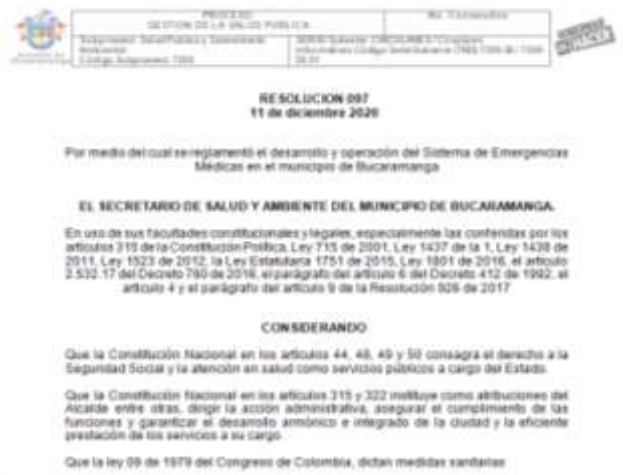 PROCESO:
GESTION DE LA SALUD PUBLICA
No. Consecutivo
Subproceso: Salud Pública y Saneamiento
Ambiental
Código Subproceso: 7200
RESOLUCION 097
11 de diciembre 2020
Por medio del cual se reglamentó el desarrollo y operación del Sistema de Emergencias
Médicas en el municipio de Bucaramanga
EL SECRETARIO DE SALUD Y AMBIENTE DEL MUNICIPIO DE BUCARAMANGA.
En uso de sus facultades constitucionales y legales, especialmente las conferidas por los
artículos 315 de la Constitución Política, Ley 715 de 2001, Ley 1437 de la 1, Ley 1438 de
2011, Ley 1523 de 2012, la Ley Estatutaria 1751 de 2015, Ley 1801 de 2016, el artículo
2.532.17 del Decreto 780 de 2016, el parágrafo del artículo 6 del Decreto 412 de 1992, el
artículo 4 y el parágrafo del artículo 9 de la Resolución 926 de 2017
CONSIDERANDO
Que la Constitución Nacional en los artículos 44, 48, 49 y 50 consagra el derecho a la
Seguridad Social y la atención en salud como servicios públicos a cargo del Estado.
Que la Constitución Nacional en los artículos 315 y 322 instituye como atribuciones del
Alcalde entre otras, dirigir la acción administrativa, asegurar el cumplimiento de las
funciones y garantizar el desarrollo armónico e integrado de la ciudad y la eficiente
prestación de los servicios a su cargo.
Que la ley 09 de 1979 del Congreso de Colombia, dictan medidas sanitarias